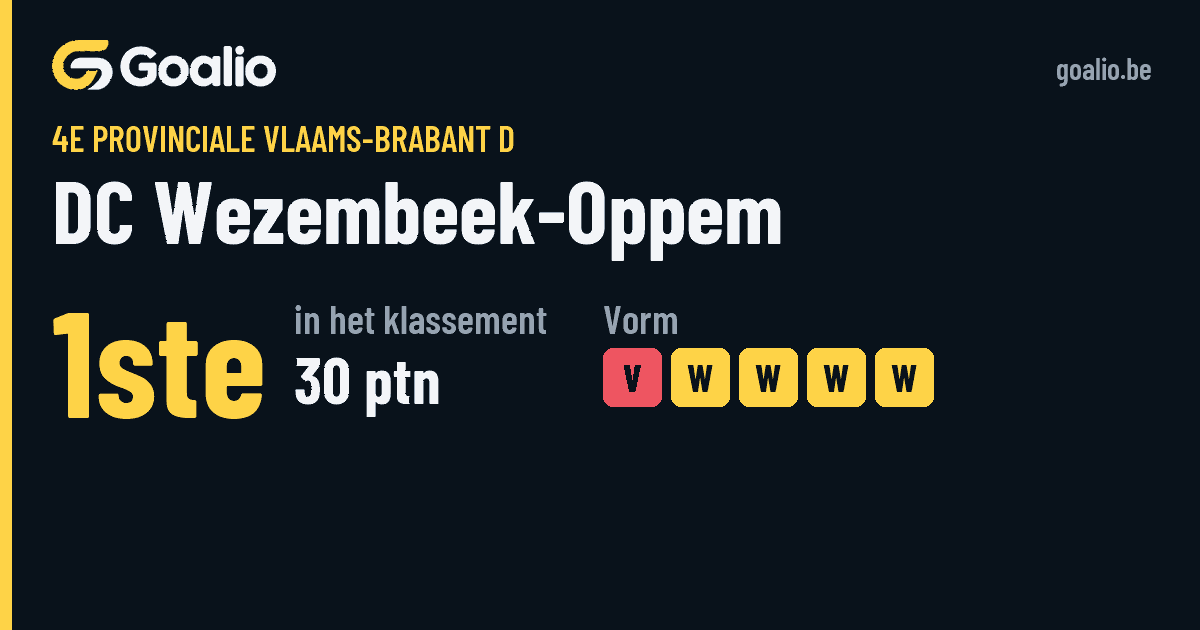 Goalio
goalio.be
4E PROVINCIALE VLAAMS-BRABANT D
DC Wezembeek-Oppem
1ste
in het klassement
30 ptn
Vorm
V W W W W